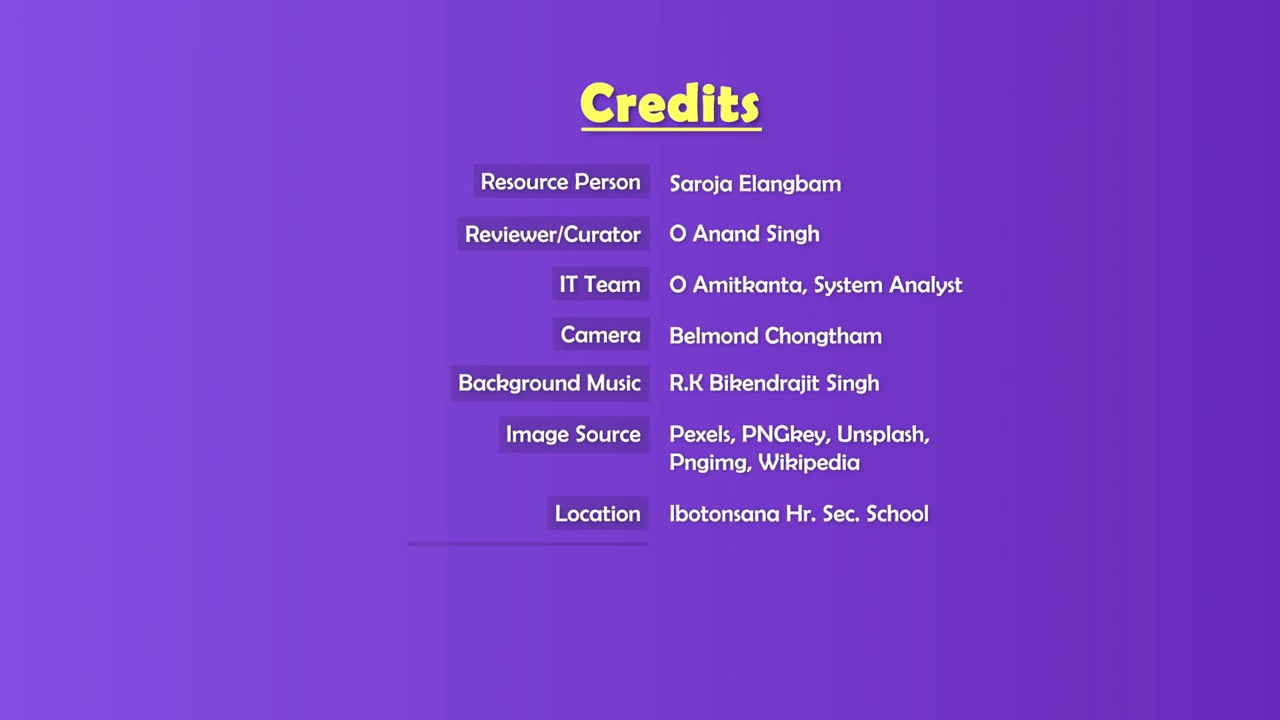 Credits
Resource Person Saroja Elangbam
Reviewer/Curator O Anand Singh
IT Team O Amitkanta, System Analyst
Camera Belmond Chongtham
Background Music R.K Bikendrajit Singh
Image Source Pexels, PNGkey, Unsplash,
Pngimg, Wikipedia
Location Ibotonsana Hr. Sec. School